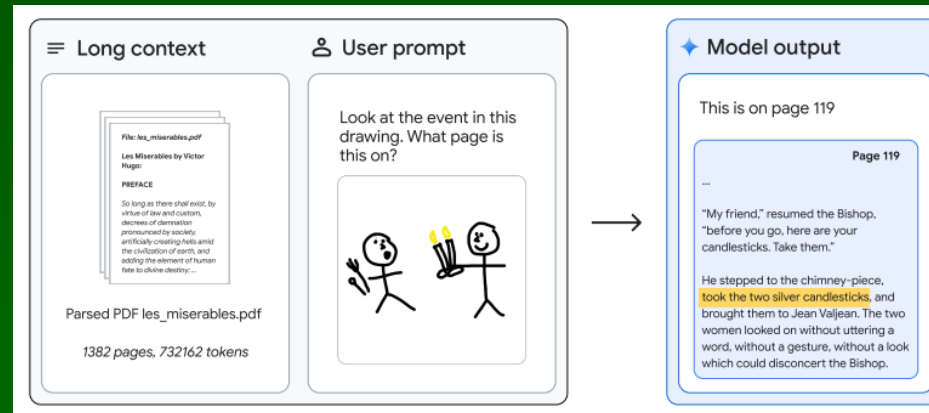 Long context
File: les_miserables.pdf
Les Miserables by Victor
Hugo:
PREFACE
So long as there shall exist, by
virtue of law and custom,
decrees of damnation
pronounced by society,
artificially creating hells amid
the civilization of earth, and
adding the element of human
fate to divine destiny; ...
Parsed PDF les_miserables.pdf
1382 pages, 732162 tokens
User prompt
Look at the event in this
drawing. What page is
this on?
Model output
This is on page 119
Page 119
...
"My friend," resumed the Bishop,
"before you go, here are your
candlesticks. Take them."
He stepped to the chimney-piece,
took the two silver candlesticks, and
brought them to Jean Valjean. The two
women looked on without uttering a
word, without a gesture, without a look
which could disconcert the Bishop.